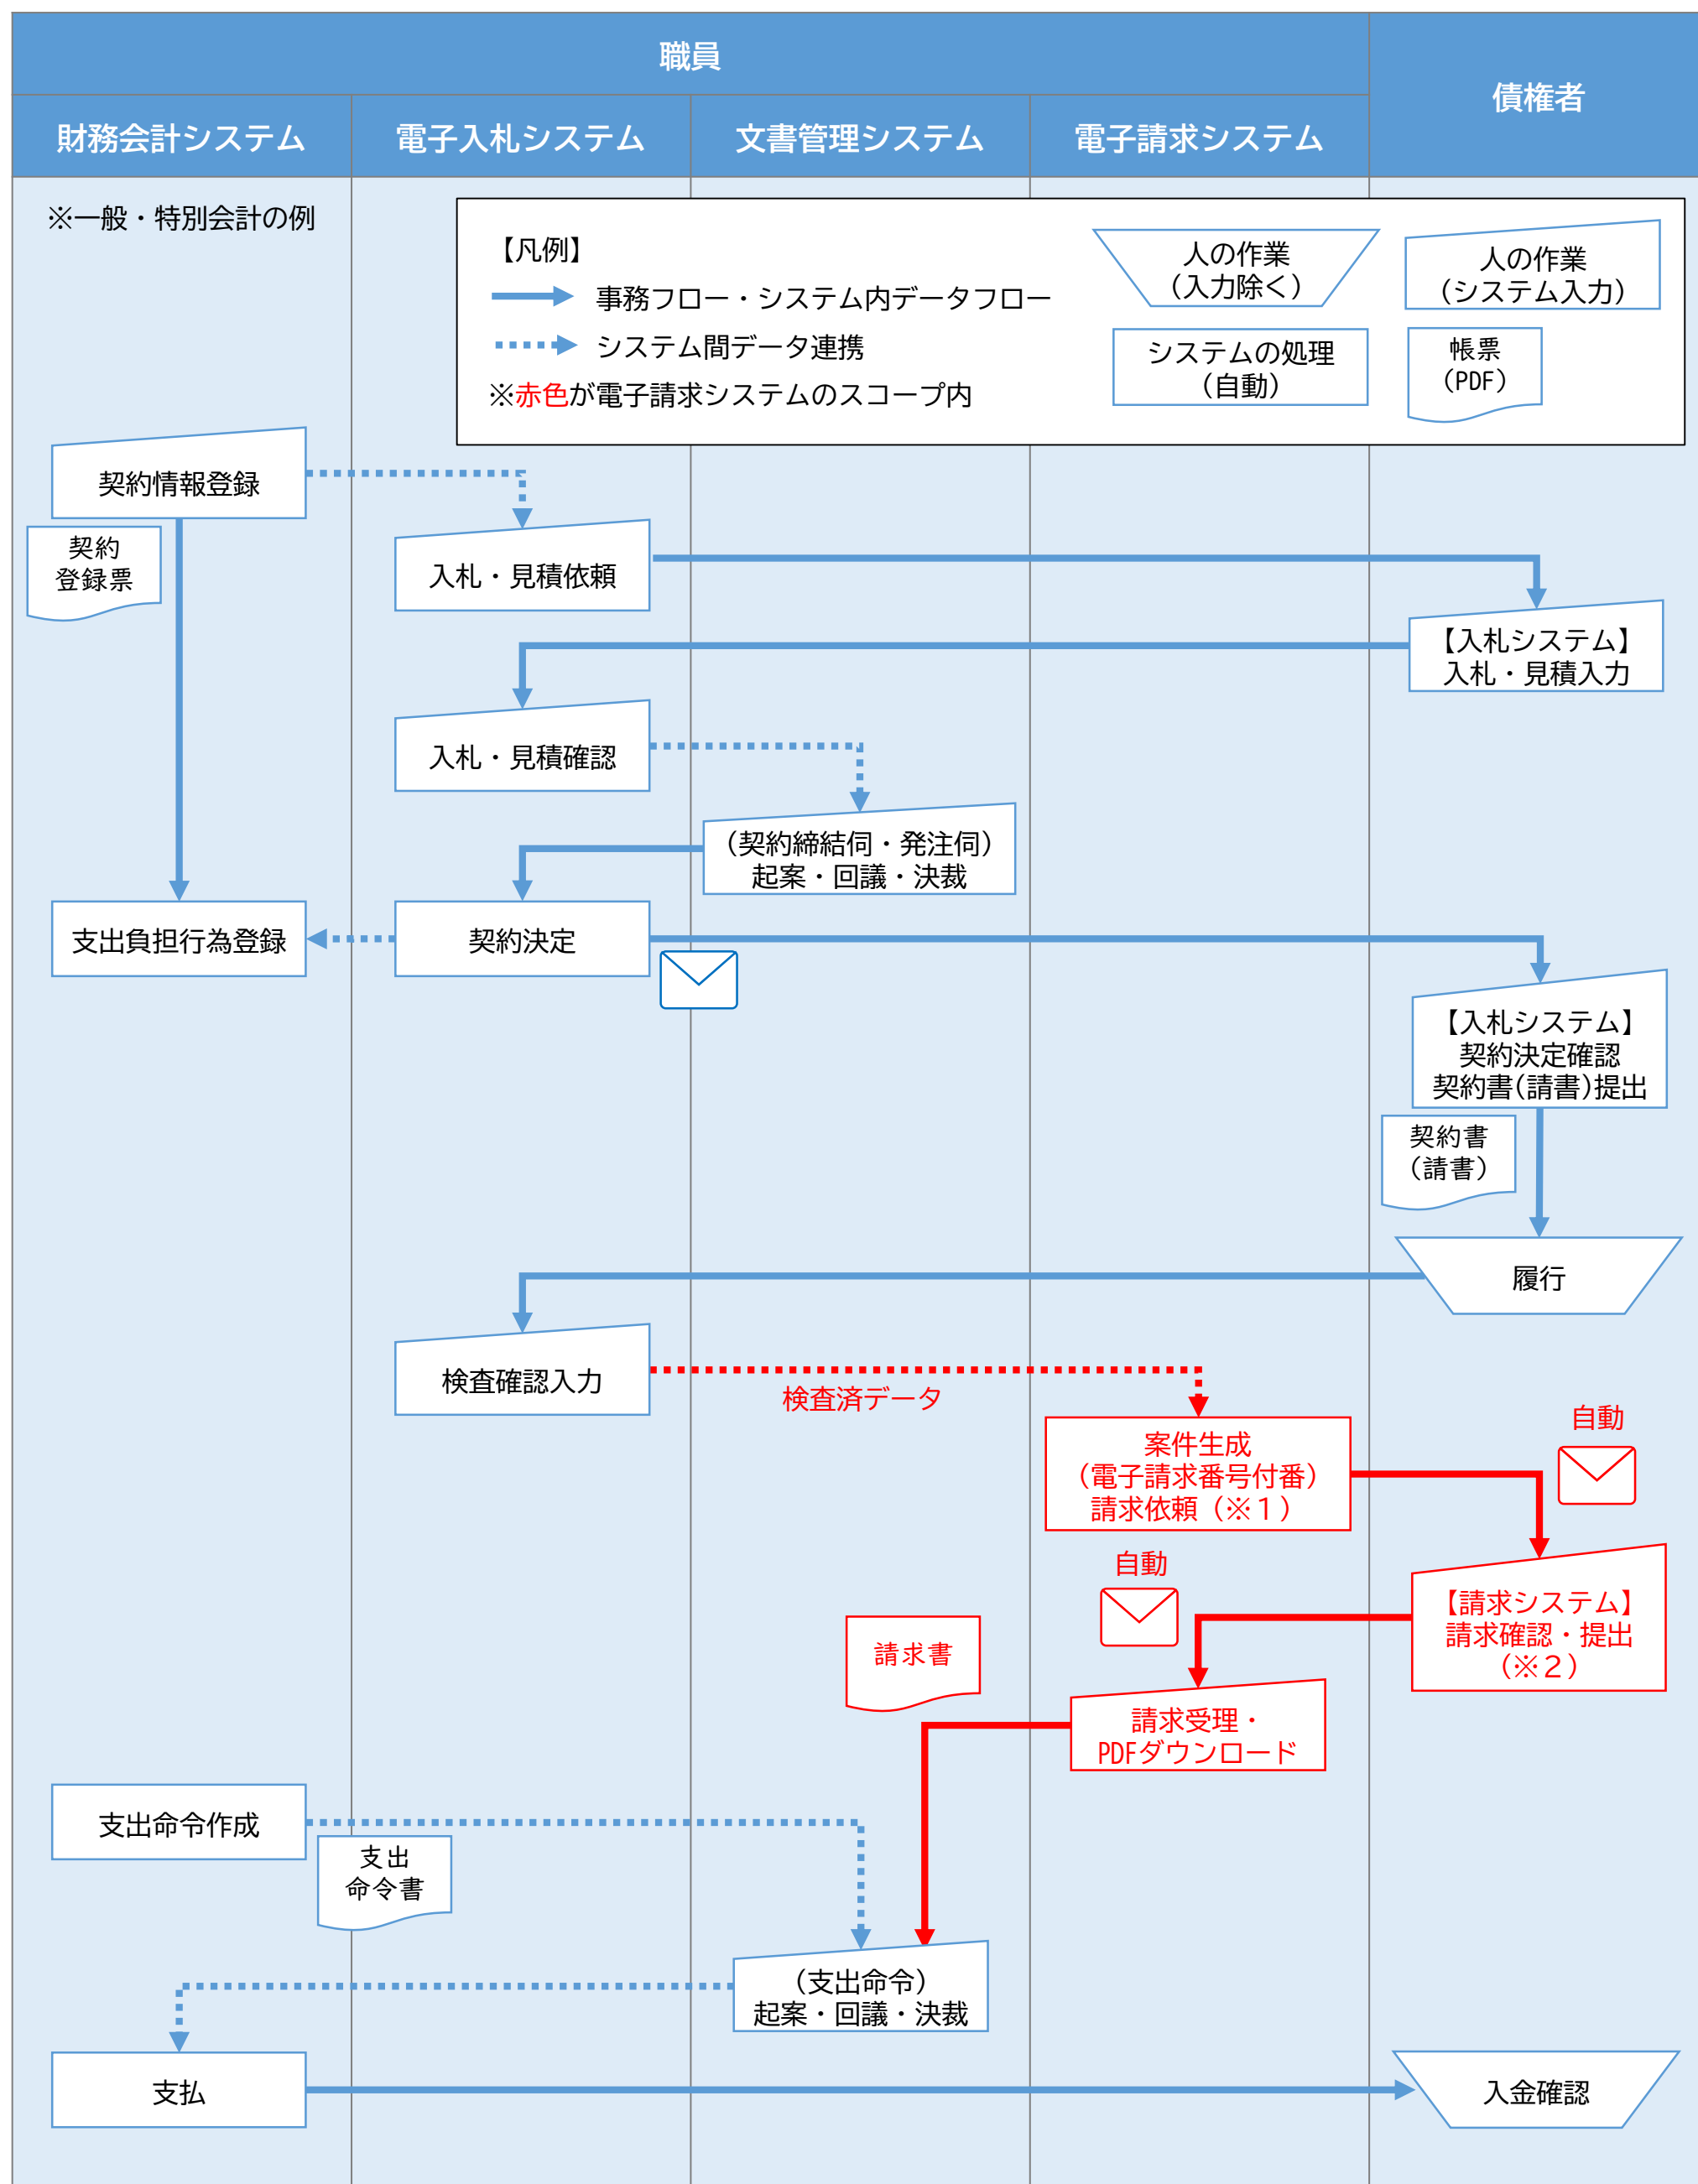 職員
債権者
財務会計システム
電子入札システム
文書管理システム
電子請求システム
※一般・特別会計の例
【凡例】
事務フロー・システム内データフロー
システム間データ連携
※赤色が電子請求システムのスコープ内
人の作業
（入力除く）
人の作業
（システム入力）
システムの処理
（自動）
帳票
（PDF）
契約情報登録
契約
登録票
入札・見積依頼
【入札システム】
入札・見積入力
入札・見積確認
（契約締結伺・発注伺）
起案・回議・決裁
支出負担行為登録
契約決定
【入札システム】
契約決定確認
契約書(請書)提出
契約書
（請書）
履行
検査確認入力
検査済データ
案件生成
（電子請求番号付番）
請求依頼（※１）
自動
自動
【請求システム】
請求確認・提出
（※２）
請求書
請求受理・
PDFダウンロード
支出命令作成
支出
命令書
（支出命令）
起案・回議・決裁
支払
入金確認